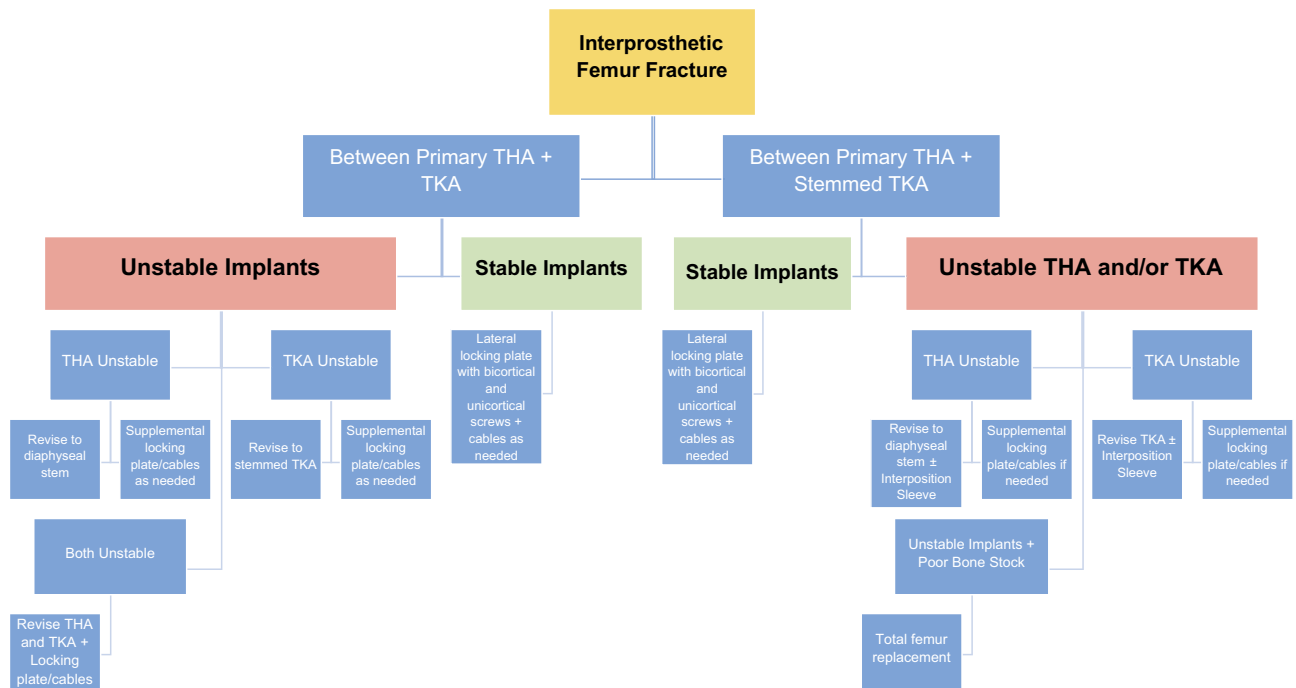 Interprosthetic
Femur Fracture
Between Primary THA +
TKA
Between Primary THA +
Stemmed TKA
Unstable Implants
Stable Implants
Stable Implants
Unstable THA and/or TKA
THA Unstable
TKA Unstable
Lateral
locking plate
with bicortical
and
unicortical
screws +
cables as
needed
Lateral
locking plate
with bicortical
and
unicortical
screws +
cables as
needed
THA Unstable
TKA Unstable
Revise to
diaphyseal
stem
Supplemental
locking
plate/cables
as needed
Revise to
stemmed TKA
Supplemental
locking
plate/cables
as needed
Revise to
diaphyseal
stem ±
Interposition
Sleeve
Supplemental
locking
plate/cables if
needed
Revise TKA ±
Interposition
Sleeve
Supplemental
locking
plate/cables if
needed
Both Unstable
Unstable Implants +
Poor Bone Stock
Revise THA
and TKA +
Locking
plate/cables
Total femur
replacement